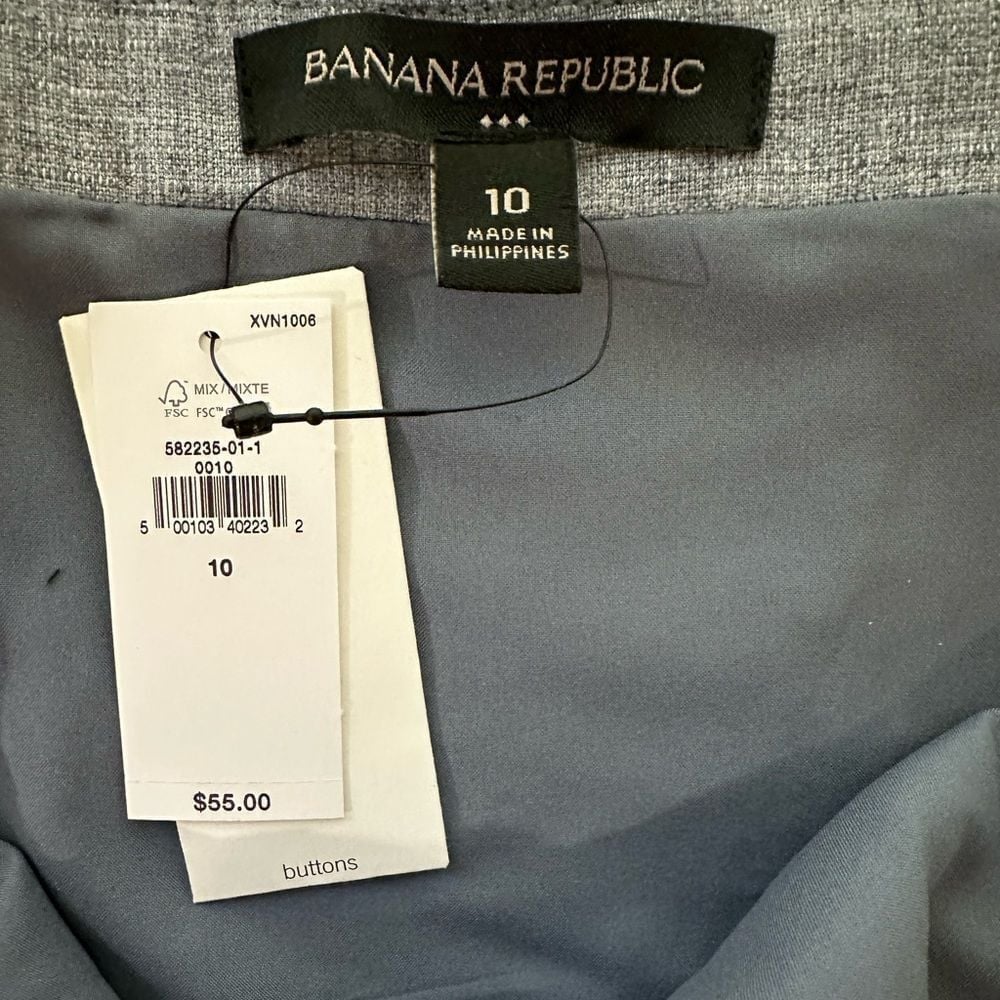 BANANA REPUBLIC
10
MADE IN
PHILIPPINES
XVN1006
MIX/MIXTE
FSC FSC™
582235-01-1
0010
5 00103 40223 2
10
$55.00
buttons